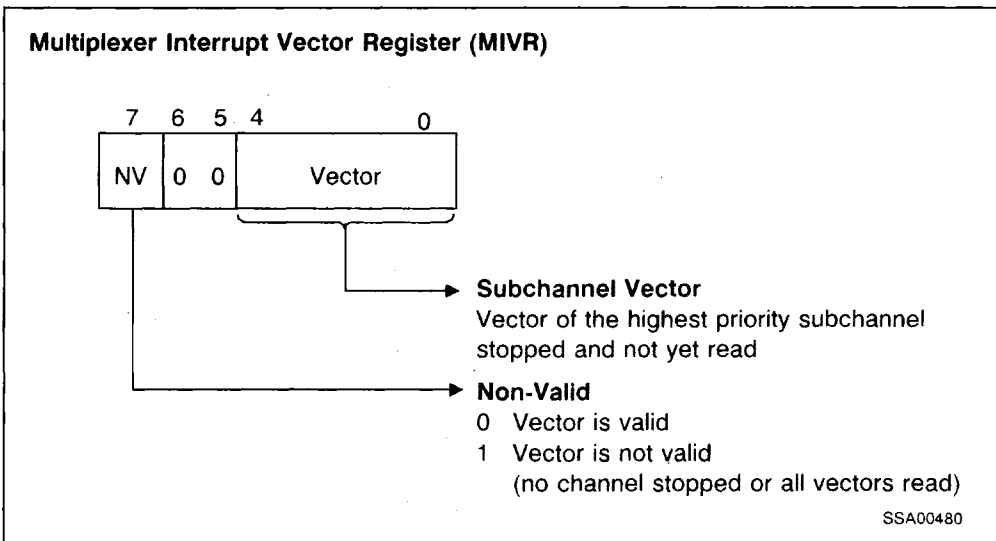 Multiplexer Interrupt Vector Register (MIVR)
7 6 5 4 0
NV 0 0 Vector
Subchannel Vector
Vector of the highest priority subchannel
stopped and not yet read
Non-Valid
0 Vector is valid
1 Vector is not valid
(no channel stopped or all vectors read)
SSA00480